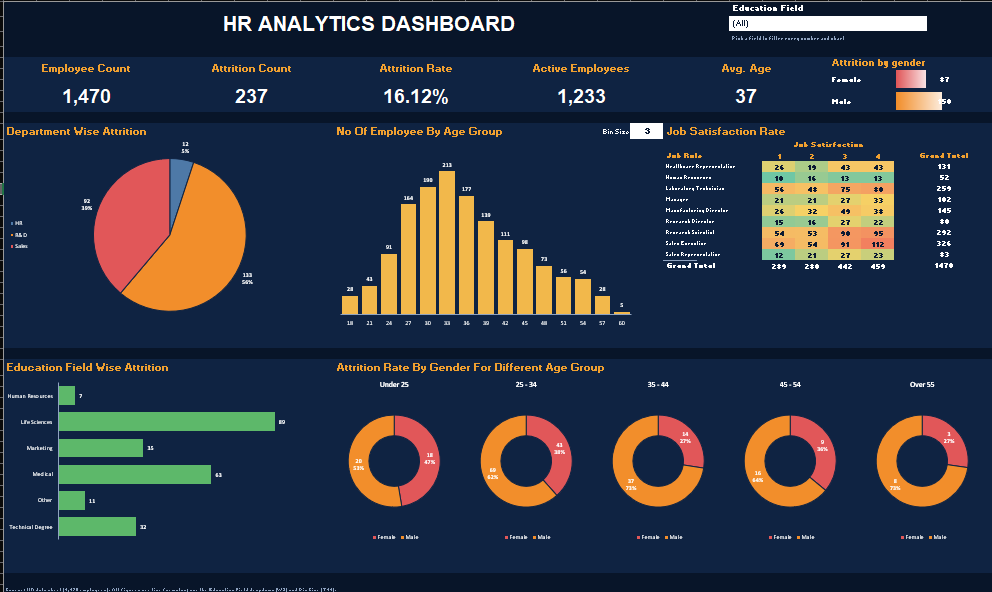 HR ANALYTICS DASHBOARD
Education Field
(All)
Pick a field to filter every number and chart
Employee Count
1,470
Attrition Count
237
Attrition Rate
16.12%
Active Employees
1,233
Avg. Age
37
Attrition by gender
Female 87
Male 150
Department Wise Attrition
12
5%
92
39%
133
56%
HR
R&D
Sales
No Of Employee By Age Group
Bin Size 3
28 43 91 164 190 213 177 139 111 98 73 56 54 28 5
18 21 24 27 30 33 36 39 42 45 48 51 54 57 60
Job Satisfaction Rate
Job Satisfaction
Job Role 1 2 3 4 Grand Total
Healthcare Representative 26 19 43 43 131
Human Resources 10 16 13 13 52
Laboratory Technician 56 48 75 80 259
Manager 21 21 27 33 102
Manufacturing Director 26 32 49 38 145
Research Director 15 16 27 22 80
Research Scientist 54 53 90 95 292
Sales Executive 69 54 91 112 326
Sales Representative 12 21 27 23 83
Grand Total 289 280 442 459 1470
Education Field Wise Attrition
Human Resources 7
Life Sciences 89
Marketing 35
Medical 63
Other 11
Technical Degree 32
Attrition Rate By Gender For Different Age Group
Under 25
18
47%
20
53%
Female Male
25 - 34
43
38%
69
62%
Female Male
35 - 44
14
27%
37
73%
Female Male
45 - 54
9
36%
16
64%
Female Male
Over 55
3
27%
8
73%
Female Male